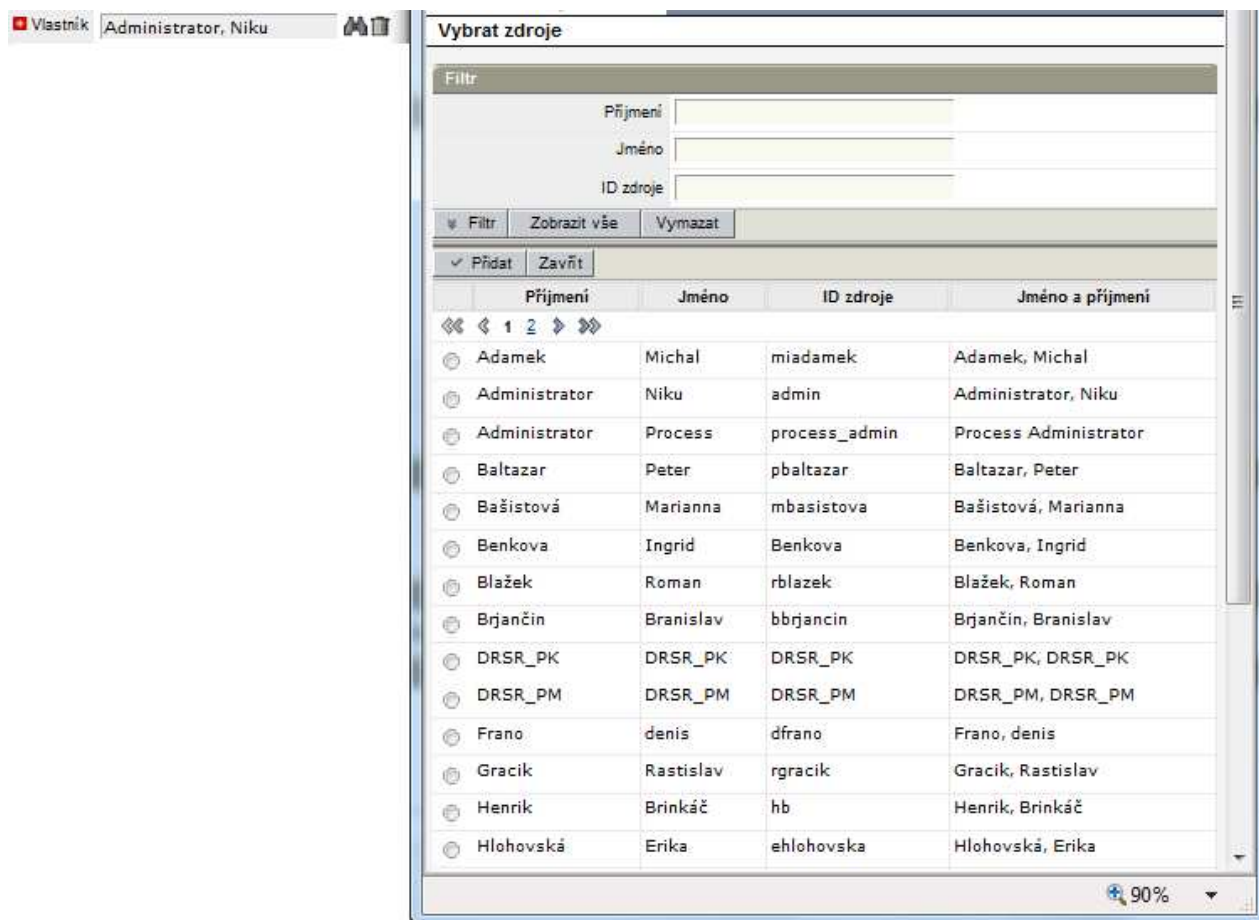 Vlastník Administrator, Niku
Vybrat zdroje
Filtr
Příjmení
Jméno
ID zdroje
Filtr Zobrazit vše Vymazat
Přidat Zavřít
Příjmení Jméno ID zdroje Jméno a příjmení
1 2
Adamek Michal miadamek Adamek, Michal
Administrator Niku admin Administrator, Niku
Administrator Process process_admin Process Administrator
Baltazar Peter pbaltazar Baltazar, Peter
Bašistová Marianna mbasistova Bašistová, Marianna
Benkova Ingrid Benkova Benkova, Ingrid
Blažek Roman rblazek Blažek, Roman
Brjančin Branislav bbrjancin Brjančin, Branislav
DRSR_PK DRSR_PK DRSR_PK DRSR_PK, DRSR_PK
DRSR_PM DRSR_PM DRSR_PM DRSR_PM, DRSR_PM
Frano denis dfrano Frano, denis
Gracik Rastislav rgracik Gracik, Rastislav
Henrik Brinkáč hb Henrik, Brinkáč
Hlohovská Erika ehlohovska Hlohovská, Erika
90%